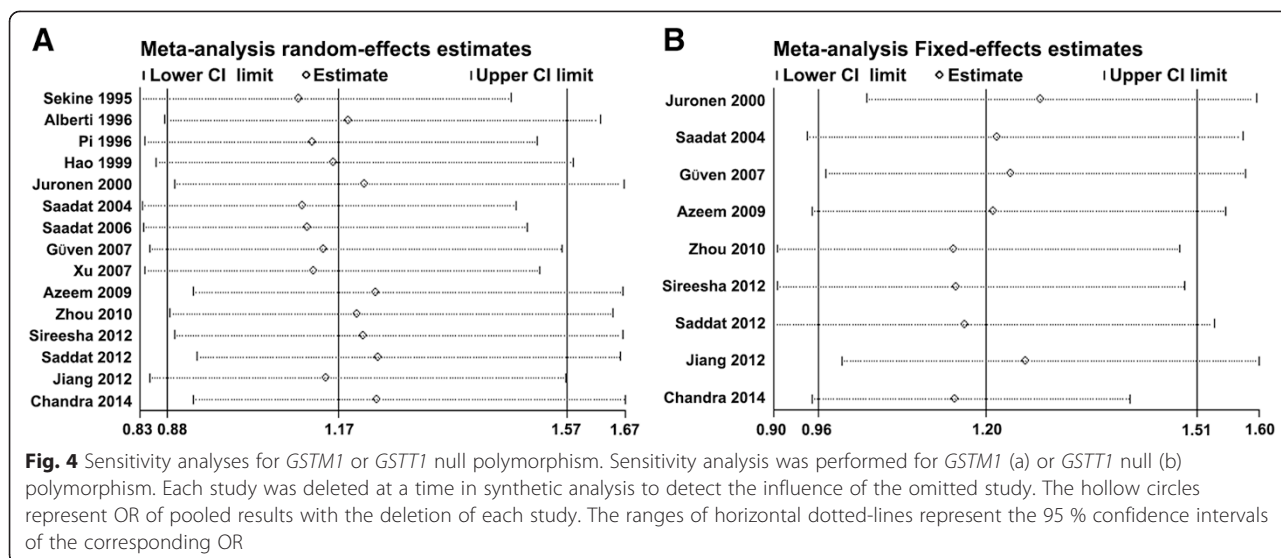 A
Meta-analysis random-effects estimates
Lower CI limit Estimate Upper CI limit
Sekine 1995
Alberti 1996
Pi 1996
Hao 1999
Juronen 2000
Saadat 2004
Saadat 2006
Güven 2007
Xu 2007
Azeem 2009
Zhou 2010
Sireesha 2012
Saddat 2012
Jiang 2012
Chandra 2014
0.83 0.88 1.17 1.57 1.67
B
Meta-analysis Fixed-effects estimates
Lower CI limit Estimate Upper CI limit
Juronen 2000
Saadat 2004
Güven 2007
Azeem 2009
Zhou 2010
Sireesha 2012
Saddat 2012
Jiang 2012
Chandra 2014
0.90 0.96 1.20 1.51 1.60
Fig. 4 Sensitivity analyses for GSTM1 or GSTT1 null polymorphism. Sensitivity analysis was performed for GSTM1 (a) or GSTT1 null (b)
polymorphism. Each study was deleted at a time in synthetic analysis to detect the influence of the omitted study. The hollow circles
represent OR of pooled results with the deletion of each study. The ranges of horizontal dotted-lines represent the 95 % confidence intervals
of the corresponding OR